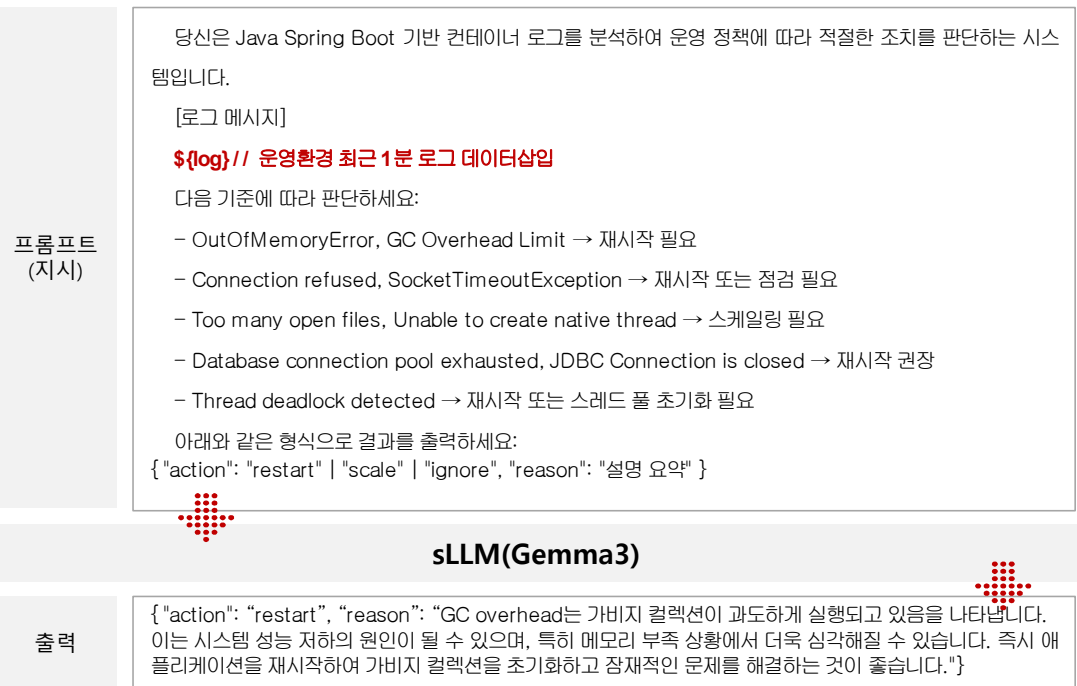 당신은 Java Spring Boot 기반 컨테이너 로그를 분석하여 운영 정책에 따라 적절한 조치를 판단하는 시스
템입니다.
[로그 메시지]
${log} // 운영환경 최근 1분 로그 데이터삽입
다음 기준에 따라 판단하세요:
프롬프트
(지시)
- OutOfMemoryError, GC Overhead Limit → 재시작 필요
- Connection refused, SocketTimeoutException → 재시작 또는 점검 필요
- Too many open files, Unable to create native thread → 스케일링 필요
- Database connection pool exhausted, JDBC Connection is closed → 재시작 권장
- Thread deadlock detected → 재시작 또는 스레드 풀 초기화 필요
아래와 같은 형식으로 결과를 출력하세요:
{ "action": "restart" | "scale" | "ignore", "reason": "설명 요약" }
sLLM(Gemma3)
출력
{ "action": “restart”, “reason”: “GC overhead는 가비지 컬렉션이 과도하게 실행되고 있음을 나타냅니다.
이는 시스템 성능 저하의 원인이 될 수 있으며, 특히 메모리 부족 상황에서 더욱 심각해질 수 있습니다. 즉시 애
플리케이션을 재시작하여 가비지 컬렉션을 초기화하고 잠재적인 문제를 해결하는 것이 좋습니다."}